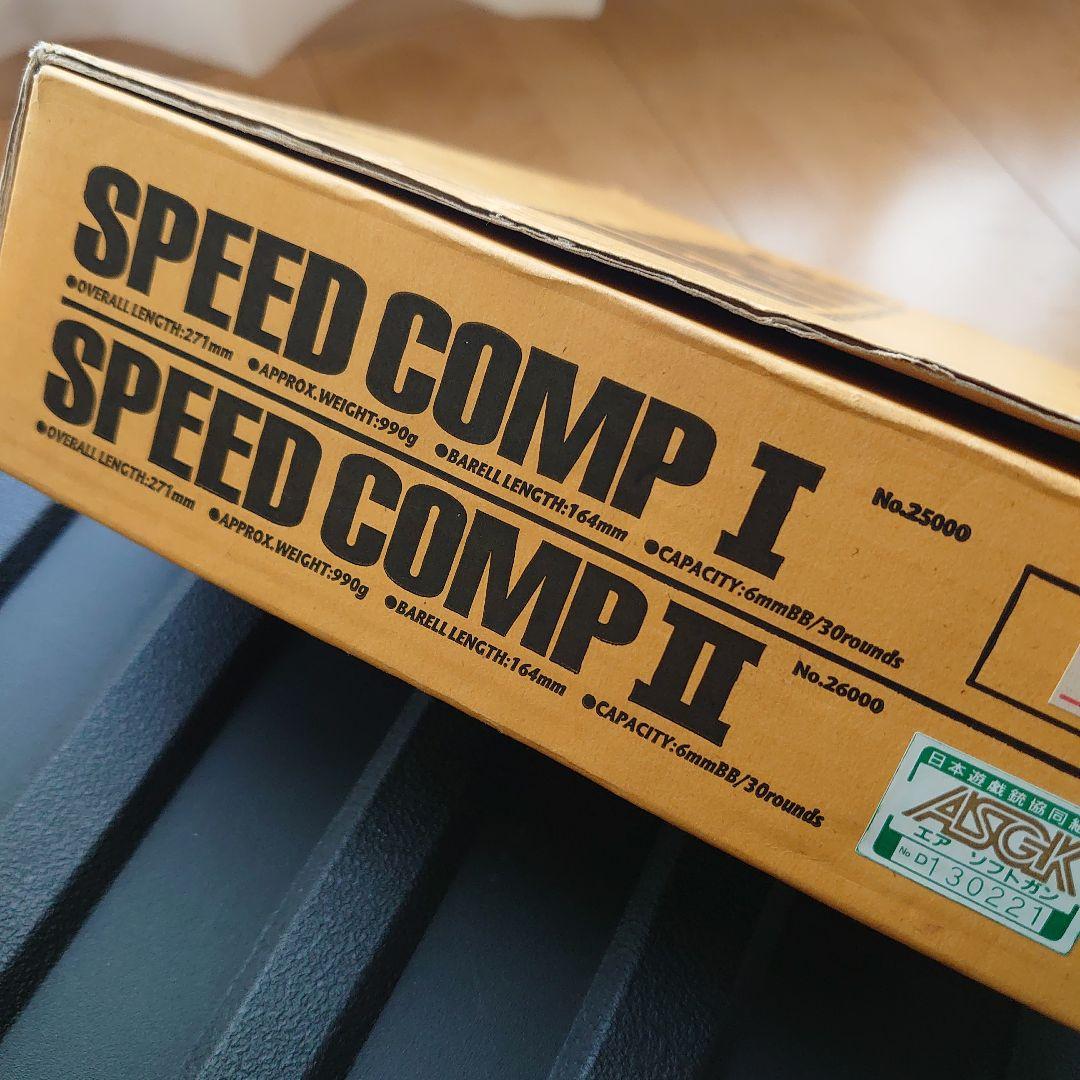 SPEED COMP I
No.25000
●OVERALL LENGTH:271mm ●APPROX.WEIGHT:990g ●BARELL LENGTH:164mm ●CAPACITY:6mmBB/30rounds
SPEED COMP II
No.26000
●OVERALL LENGTH:271mm ●APPROX.WEIGHT:990g ●BARELL LENGTH:164mm ●CAPACITY:6mmBB/30rounds
日本遊戯銃協同組
ASGK
エア ソフトガン
No D130221